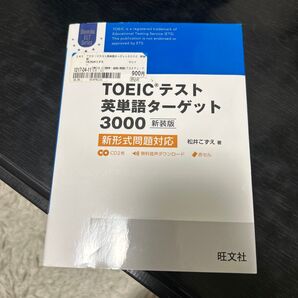 TOEIC is a registered trademark of
Educational Testing Service (ETS).
This publication is not endorsed or
approved by ETS.
900円
TOEIC®テスト
英単語ターゲット
3000 新装版
新形式問題対応
松井こずえ 著
CD2枚
無料音声ダウンロード
赤セル
旺文社